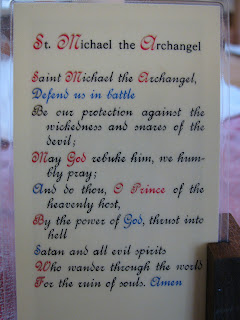 St. Michael the Archangel
Saint Michael the Archangel,
Defend us in battle
Be our protection against the
wickedness and snares of the
devil;
May God rebuke him, we hum-
bly pray;
And do thou, O Prince of the
heavenly host,
By the power of God, thrust into
hell
Satan and all evil spirits
Who wander through the world
For the ruin of souls. Amen